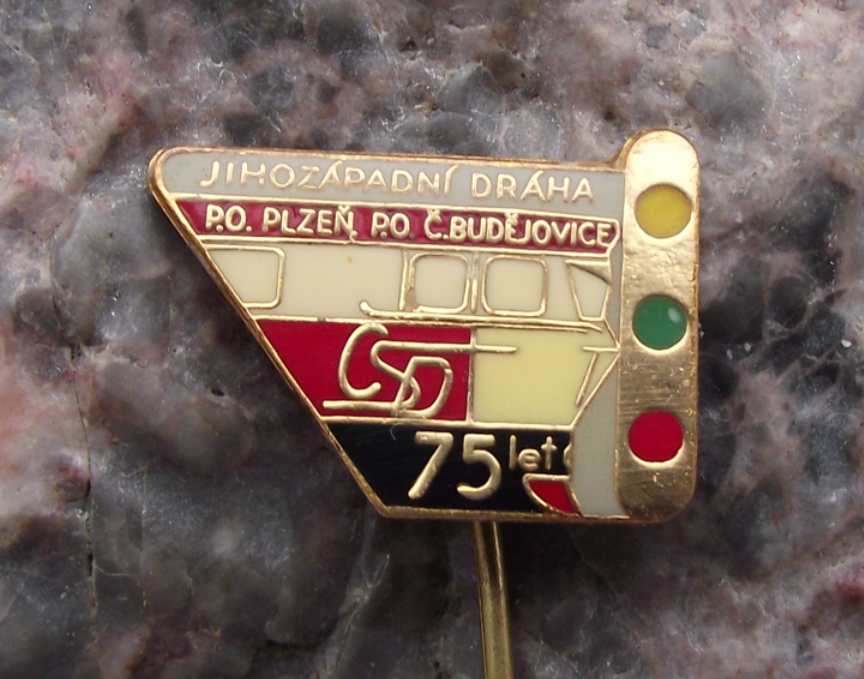 JIHOZÁPADNÍ DRÁHA
P.O. PLZEŇ, P.O Č.BUDĚJOVICE
ČSD
75 let